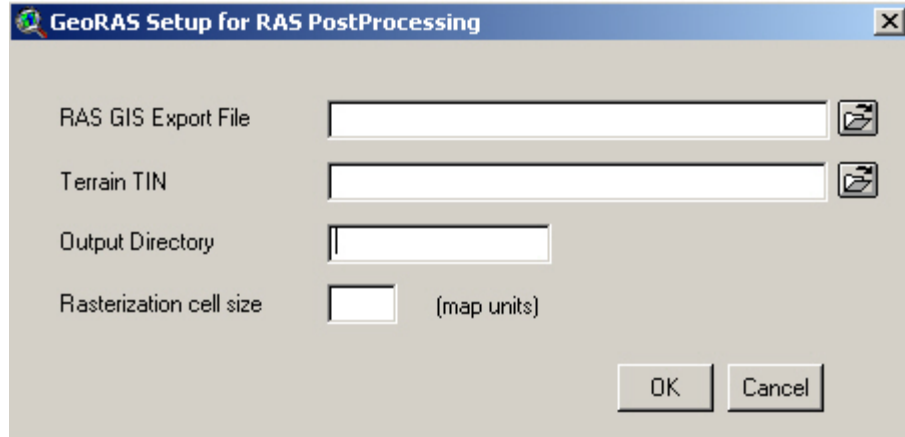 GeoRAS Setup for RAS PostProcessing
RAS GIS Export File
Terrain TIN
Output Directory
Rasterization cell size (map units)
OK Cancel